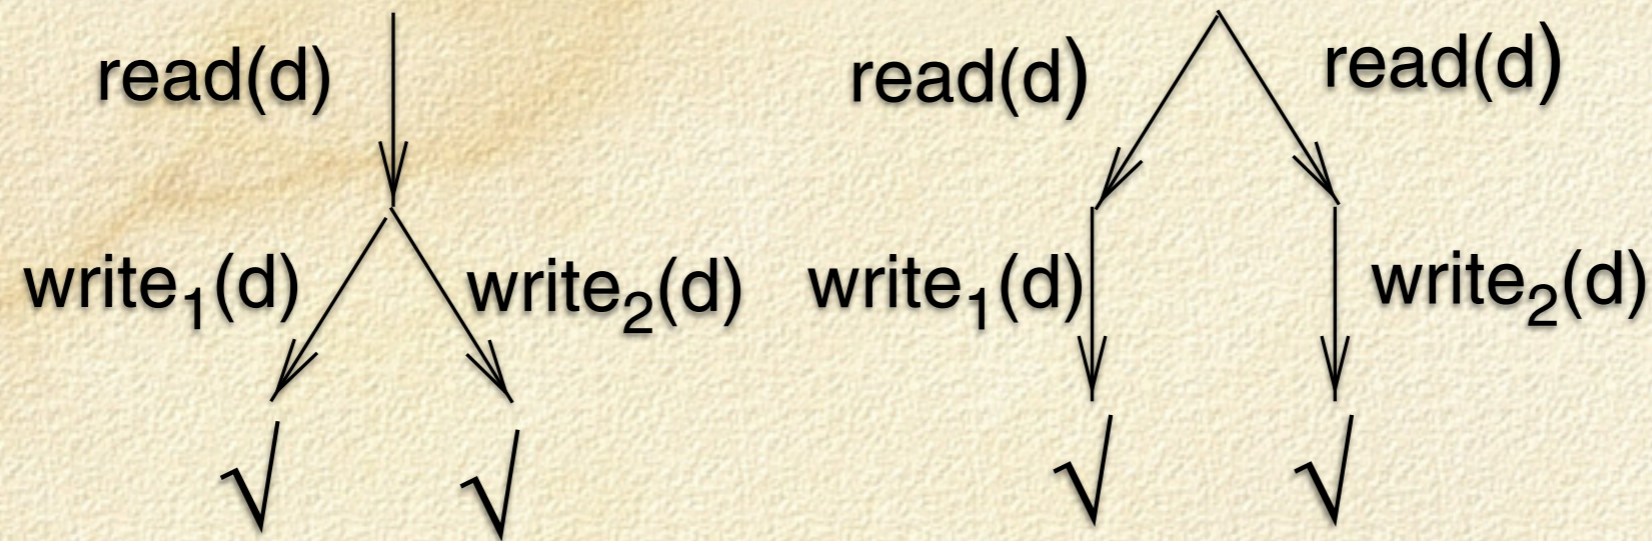 read(d)
read(d)
read(d)
write₁(d)
write₂(d)
write₁(d)
write₂(d)
√
√
√
√